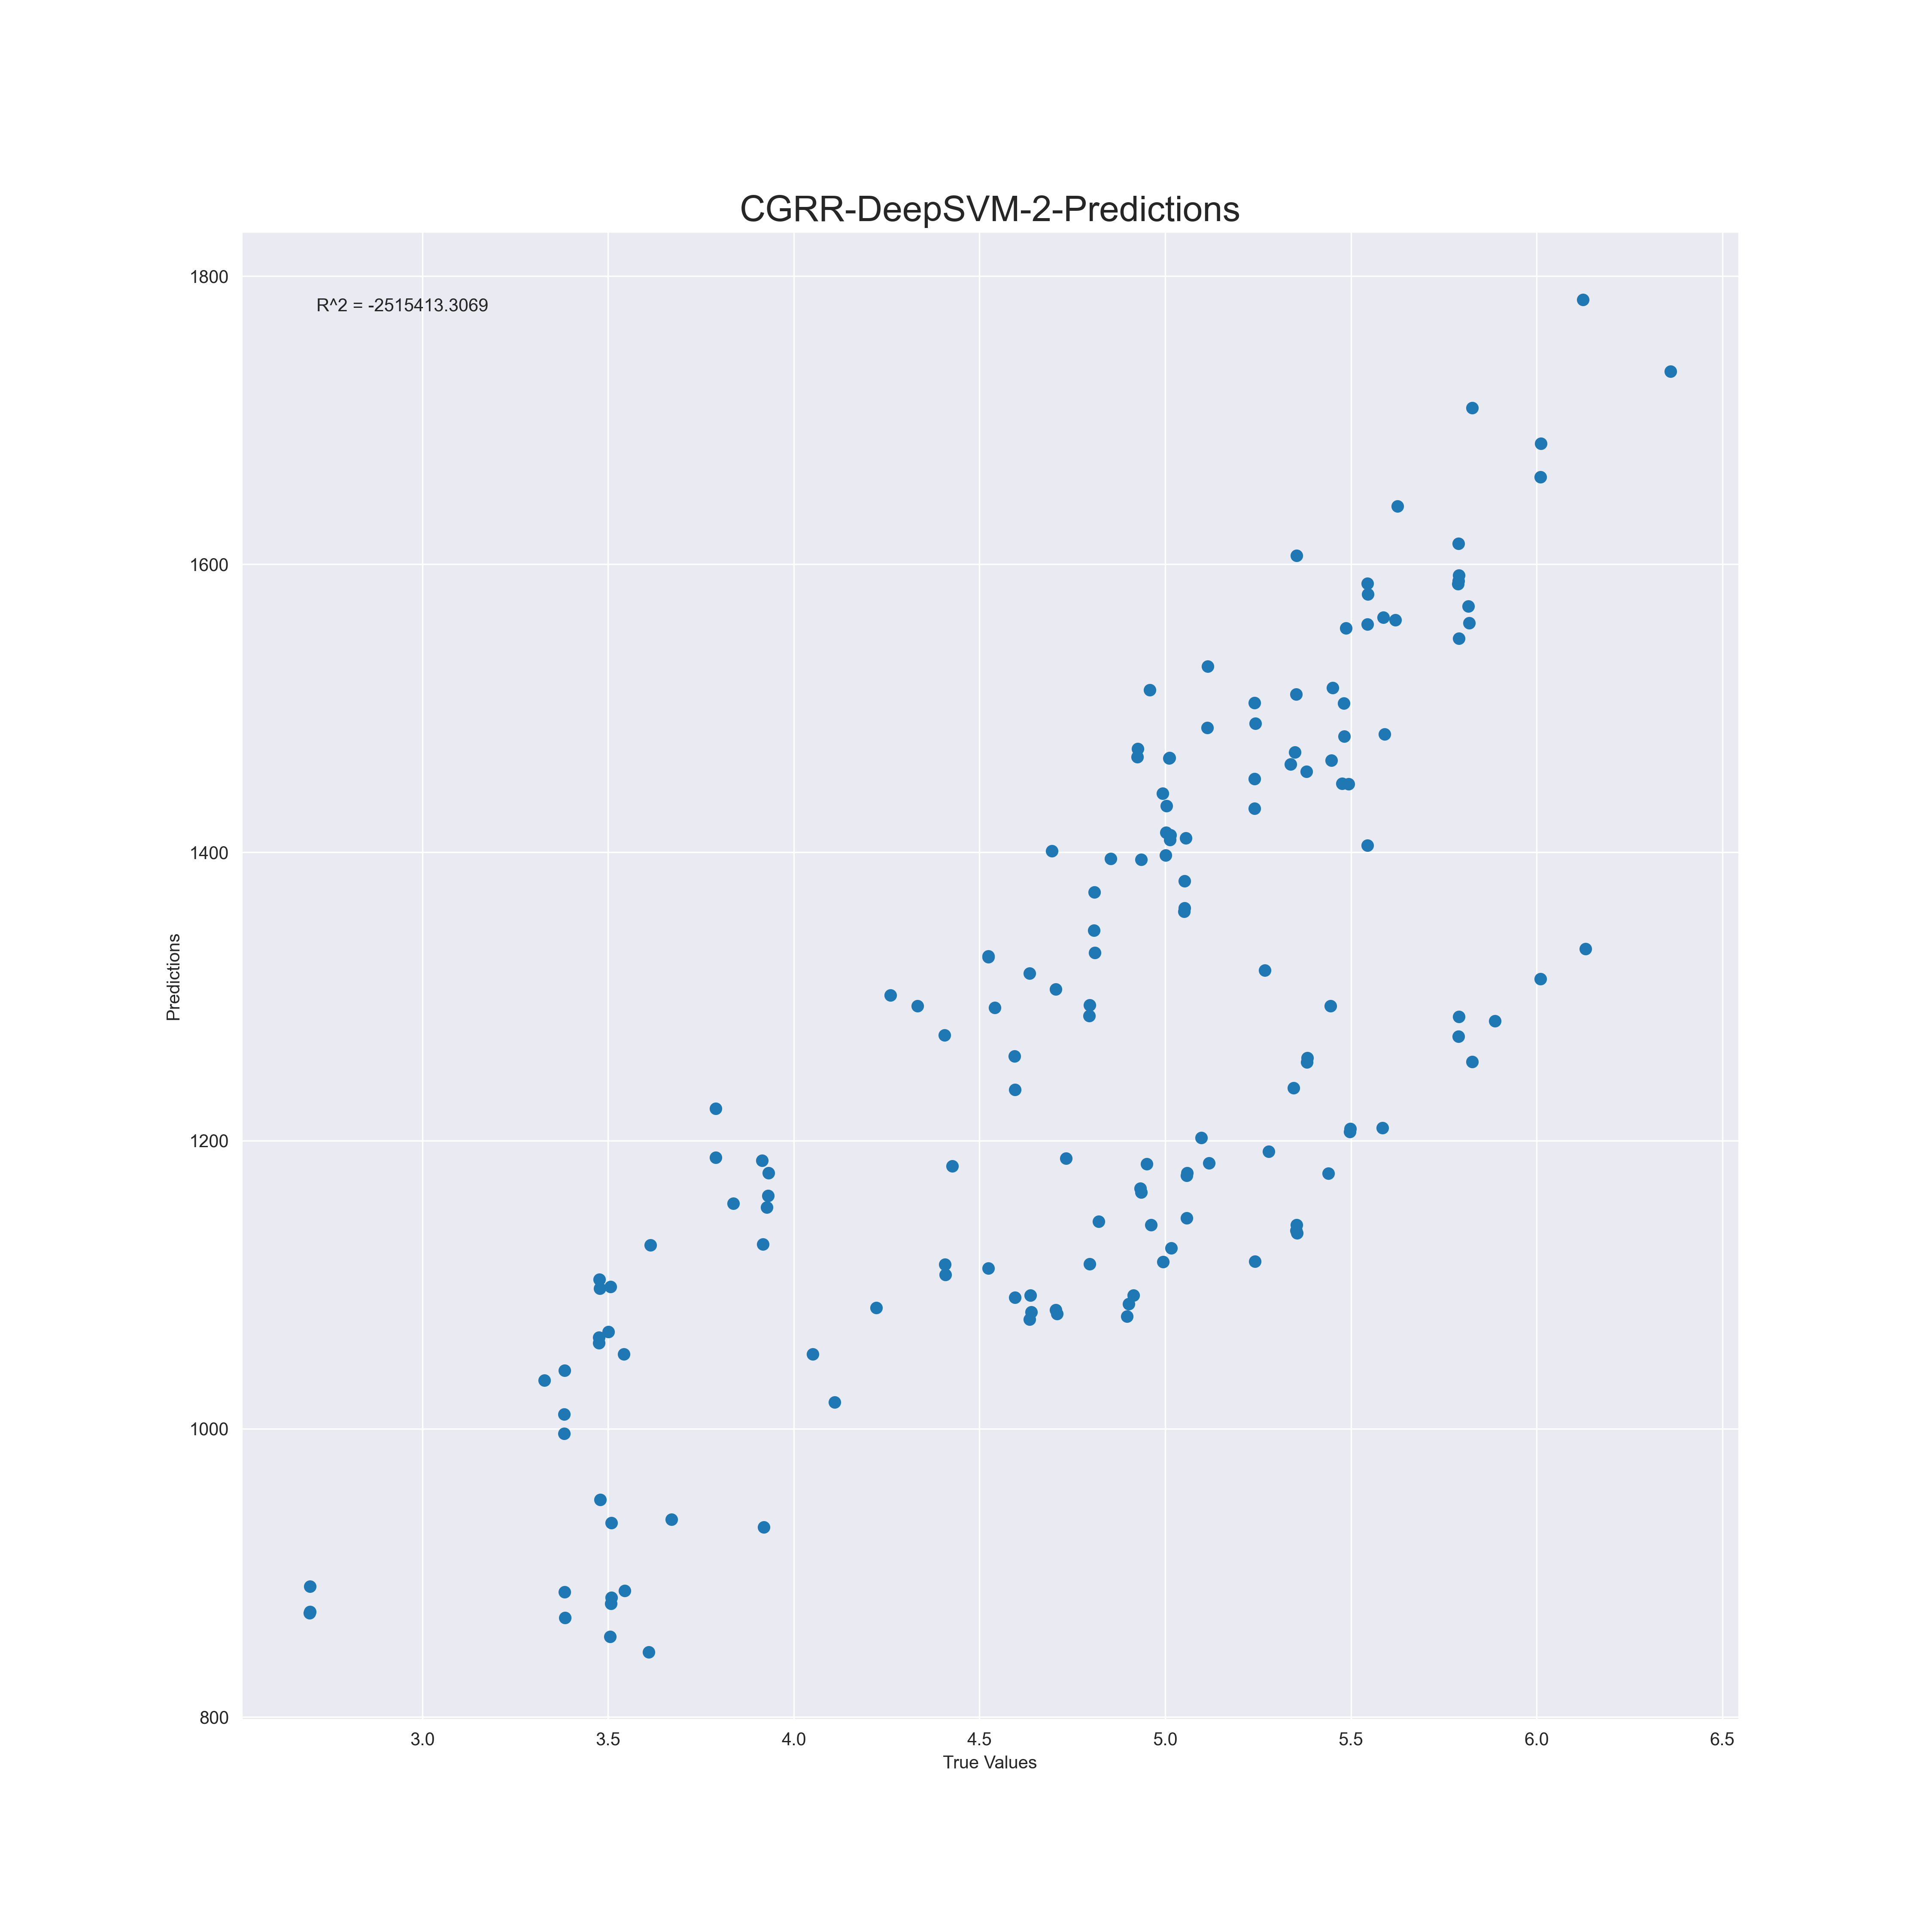 CGRR-DeepSVM-2-Predictions
1800
R^2 = -2515413.3069
1600
1400
Predictions
1200
1000
800
3.0 3.5 4.0 4.5 5.0 5.5 6.0 6.5
True Values